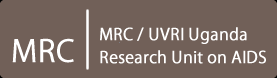 MRC
MRC / UVRI Uganda
Research Unit on AIDS